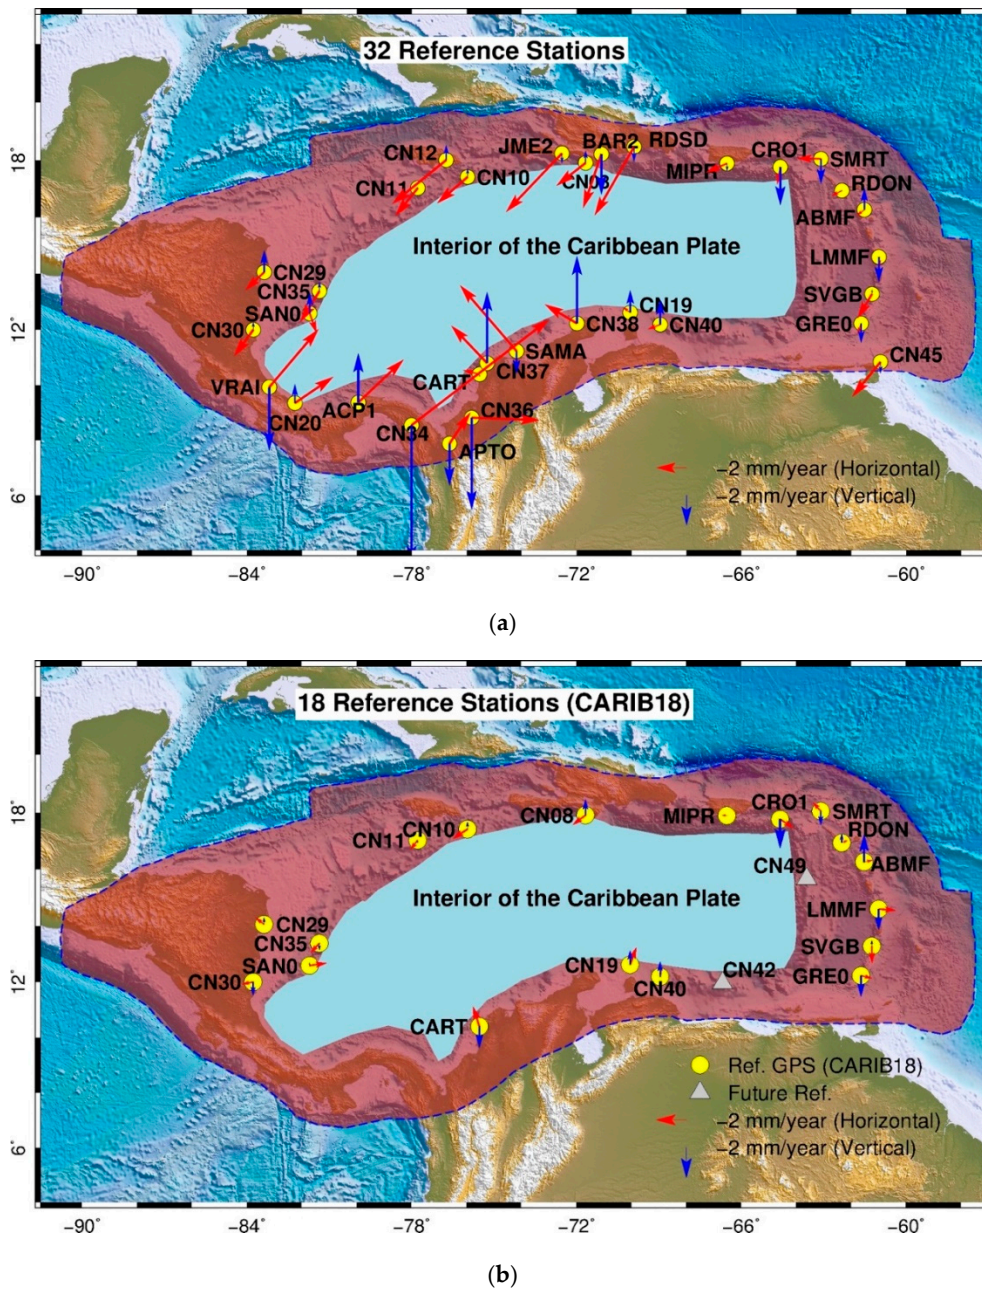 32 Reference Stations
18°
12°
6°
CN12
JME2
BAR2
RDSD
CRO1
SMRT
CN11
CN10
CN08
MIPR
RDON
ABMF
Interior of the Caribbean Plate
LMMF
CN29
CN35
SAN0
CN30
CN19
SVGB
CN38
CN40
GRE0
SAMA
CN45
VRAI
CART
CN37
CN20
ACP1
CN36
CN34
APTO
−2 mm/year (Horizontal)
−2 mm/year (Vertical)
−90° −84° −78° −72° −66° −60°
(a)
18 Reference Stations (CARIB18)
18°
12°
6°
CN08
MIPR
CRO1
SMRT
CN11
CN10
RDON
CN49
ABMF
Interior of the Caribbean Plate
LMMF
CN29
CN35
SAN0
CN30
SVGB
CN19
CN42
GRE0
CN40
CART
Ref. GPS (CARIB18)
Future Ref.
−2 mm/year (Horizontal)
−2 mm/year (Vertical)
−90° −84° −78° −72° −66° −60°
(b)